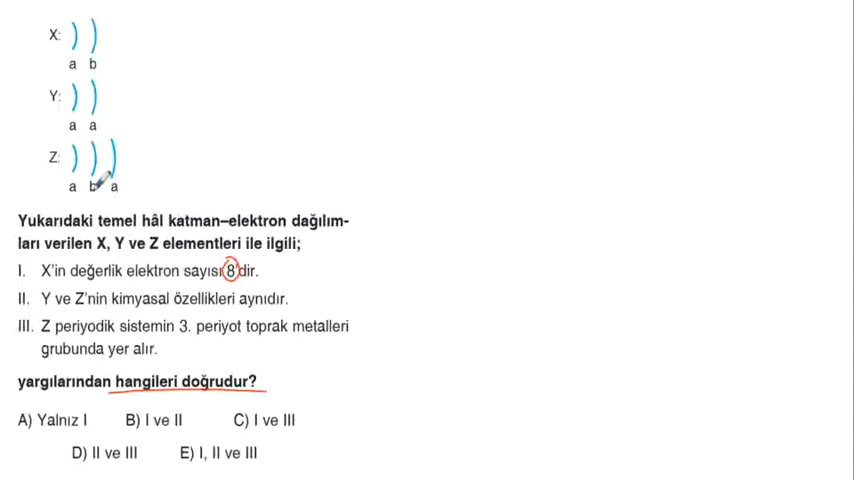 X: ) )
a b
Y: ) )
a a
Z: ) ) )
a b a
Yukarıdaki temel hâl katman–elektron dağılım-
ları verilen X, Y ve Z elementleri ile ilgili;
I. X'in değerlik elektron sayısı 8'dir.
II. Y ve Z'nin kimyasal özellikleri aynıdır.
III. Z periyodik sistemin 3. periyot toprak metalleri
grubunda yer alır.
yargılarından hangileri doğrudur?
A) Yalnız I B) I ve II C) I ve III
D) II ve III E) I, II ve III